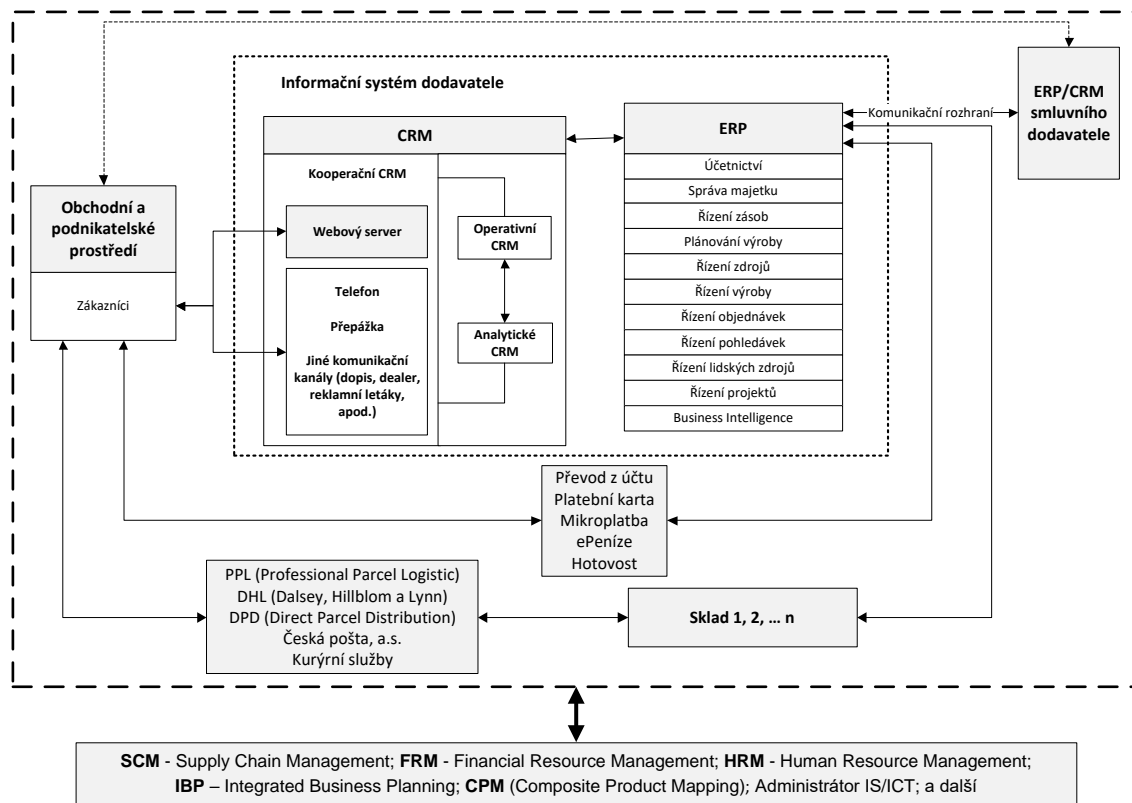 Informační systém dodavatele
ERP/CRM
smluvního
dodavatele
Komunikační rozhraní
CRM
ERP
Kooperační CRM
Webový server
Telefon
Přepážka
Jiné komunikační
kanály (dopis, dealer,
reklamní letáky,
apod.)
Operativní
CRM
Analytické
CRM
Účetnictví
Správa majetku
Řízení zásob
Plánování výroby
Řízení zdrojů
Řízení výroby
Řízení objednávek
Řízení pohledávek
Řízení lidských zdrojů
Řízení projektů
Business Intelligence
Obchodní a
podnikatelské
prostředí
Zákazníci
Převod z účtu
Platební karta
Mikroplatba
ePeníze
Hotovost
PPL (Professional Parcel Logistic)
DHL (Dalsey, Hillblom a Lynn)
DPD (Direct Parcel Distribution)
Česká pošta, a.s.
Kurýrní služby
Sklad 1, 2, ... n
SCM - Supply Chain Management; FRM - Financial Resource Management; HRM - Human Resource Management;
IBP – Integrated Business Planning; CPM (Composite Product Mapping); Administrátor IS/ICT; a další